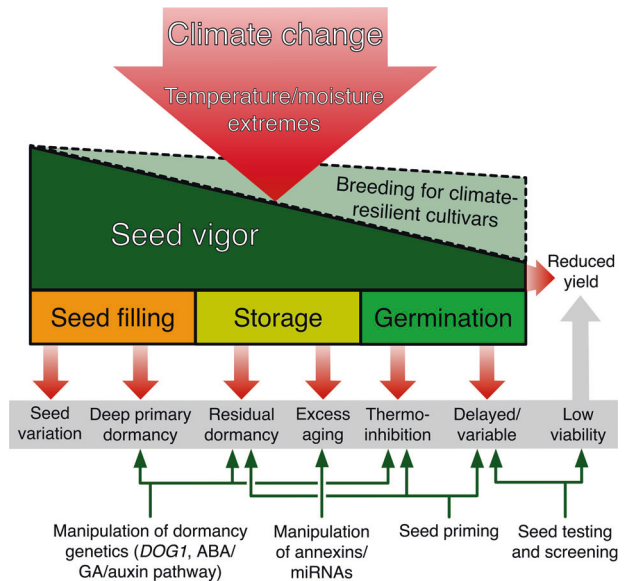 Climate change
Temperature/moisture
extremes
Breeding for climate-
resilient cultivars
Seed vigor
Reduced
yield
Seed filling
Storage
Germination
Seed
variation
Deep primary
dormancy
Residual
dormancy
Excess
aging
Thermo-
inhibition
Delayed/
variable
Low
viability
Manipulation of dormancy
genetics (DOG1, ABA/
GA/auxin pathway)
Manipulation
of annexins/
miRNAs
Seed priming
Seed testing
and screening